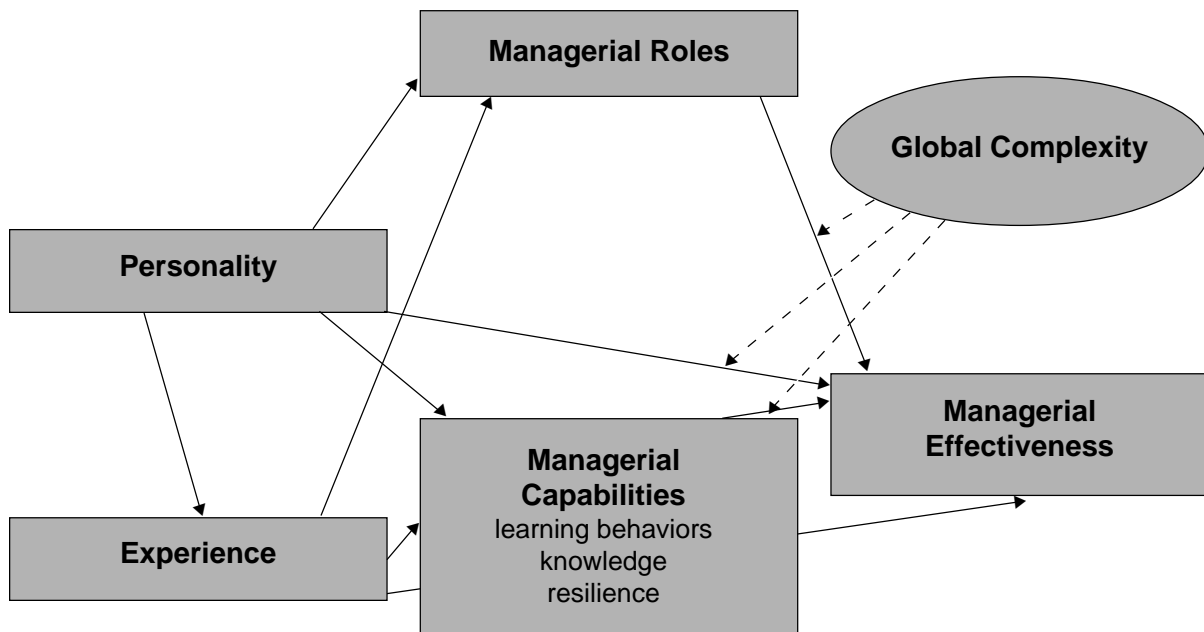 Managerial Roles
Global Complexity
Personality
Managerial
Effectiveness
Managerial
Capabilities
learning behaviors
knowledge
resilience
Experience